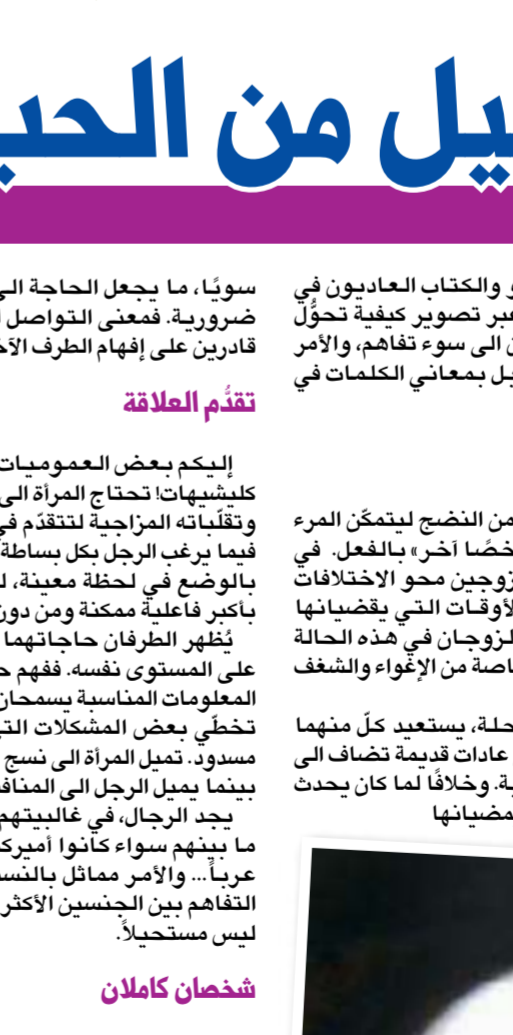 يل من الحب
و والكتاب العاديون في
عبر تصوير كيفية تحوُّل
ن الى سوء تفاهم، والأمر
بل بمعاني الكلمات في
من النضج ليتمكّن المرء
خصًا آخر» بالفعل. في
زوجين محو الاختلافات
لأوقات التي يقضيانها
لزوجان في هذه الحالة
خاصة من الإغواء والشغف
حلة، يستعيد كلّ منهما
عادات قديمة تضاف الى
ية. وخلافًا لما كان يحدث
مضيانها
سويًا، ما يجعل الحاجة الى
ضرورية. فمعنى التواصل
قادرين على إفهام الطرف الآخ
تقدُّم العلاقة
إليكم بعض العموميات
كليشيهات! تحتاج المرأة الى
وتقلّباته المزاجية لتتقدّم في
فيما يرغب الرجل بكل بساطة
بالوضع في لحظة معينة،
بأكبر فاعلية ممكنة ومن دون
يُظهر الطرفان حاجاتهما
على المستوى نفسه. ففهم
المعلومات المناسبة يسمحان
تخطّي بعض المشكلات التي
مسدود. تميل المرأة الى نسج
بينما يميل الرجل الى المناف
يجد الرجال، في غالبيتهم
ما بينهم سواء كانوا أميرك
عرباً... والأمر مماثل بالنس
التفاهم بين الجنسين الأكثر
ليس مستحيلاً.
شخصان كاملان